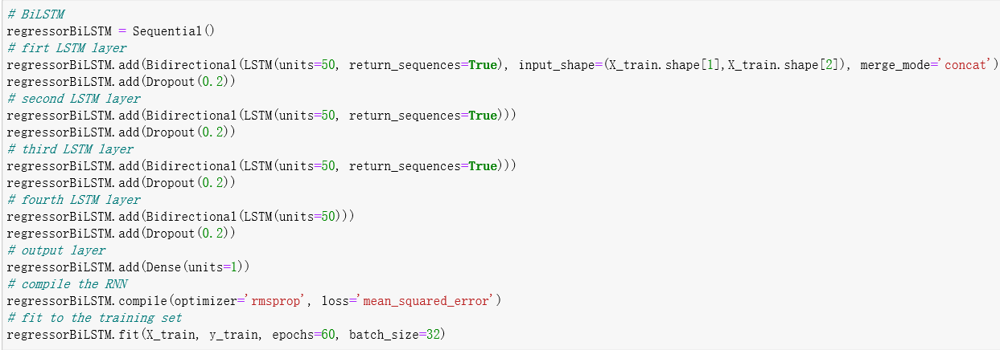 # BiLSTM
regressorBiLSTM = Sequential()
# firt LSTM layer
regressorBiLSTM.add(Bidirectional(LSTM(units=50, return_sequences=True), input_shape=(X_train.shape[1],X_train.shape[2]), merge_mode='concat')
regressorBiLSTM.add(Dropout(0.2))
# second LSTM layer
regressorBiLSTM.add(Bidirectional(LSTM(units=50, return_sequences=True)))
regressorBiLSTM.add(Dropout(0.2))
# third LSTM layer
regressorBiLSTM.add(Bidirectional(LSTM(units=50, return_sequences=True)))
regressorBiLSTM.add(Dropout(0.2))
# fourth LSTM layer
regressorBiLSTM.add(Bidirectional(LSTM(units=50)))
regressorBiLSTM.add(Dropout(0.2))
# output layer
regressorBiLSTM.add(Dense(units=1))
# compile the RNN
regressorBiLSTM.compile(optimizer='rmsprop', loss='mean_squared_error')
# fit to the training set
regressorBiLSTM.fit(X_train, y_train, epochs=60, batch_size=32)